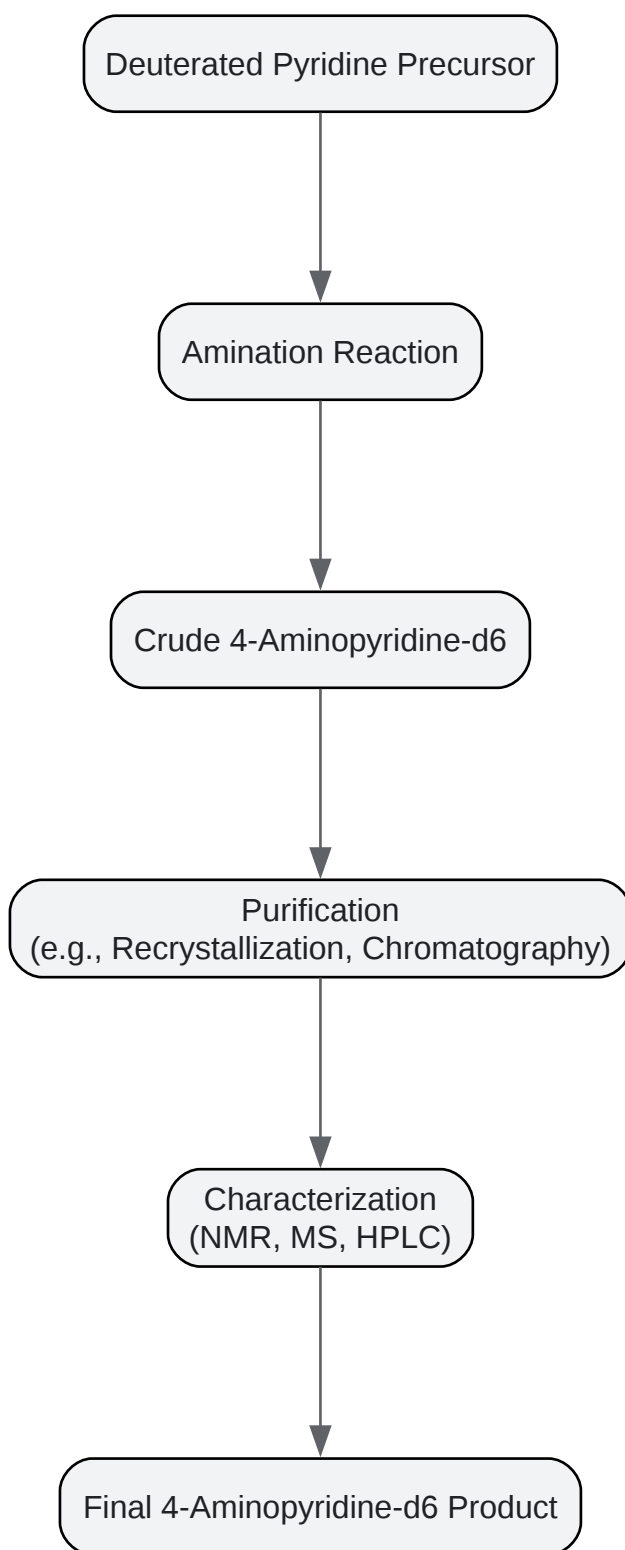 Deuterated Pyridine Precursor
Amination Reaction
Crude 4-Aminopyridine-d6
Purification
(e.g., Recrystallization, Chromatography)
Characterization
(NMR, MS, HPLC)
Final 4-Aminopyridine-d6 Product